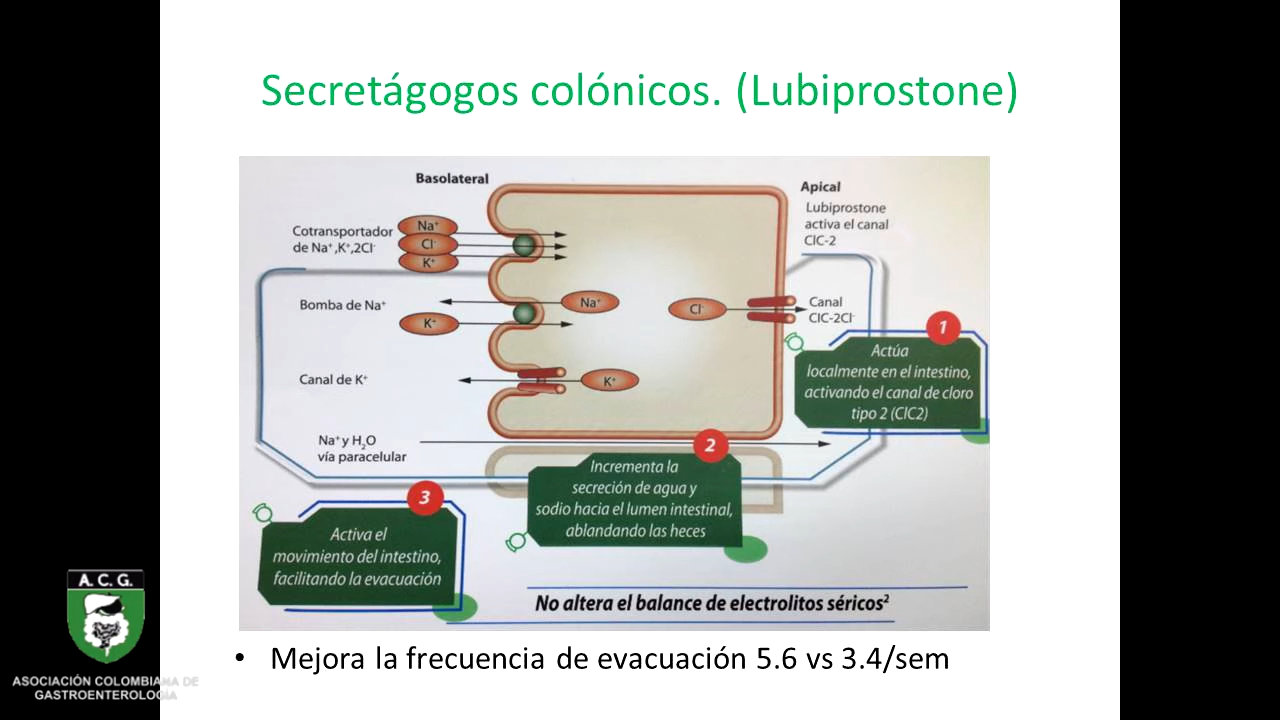 Secretágogos colónicos. (Lubiprostone)
Basolateral
Apical
Lubiprostone
activa el canal
ClC-2
Cotransportador
de Na⁺,K⁺,2Cl⁻
Na⁺
Cl⁻
K⁺
Bomba de Na⁺
K⁺
Na⁺
Cl⁻
Canal
ClC-2Cl⁻
1
Actúa
localmente en el intestino,
activando el canal de cloro
tipo 2 (ClC2)
Canal de K⁺
K⁺
Na⁺ y H₂O
vía paracelular
2
Incrementa la
secreción de agua y
sodio hacia el lumen intestinal,
ablandando las heces
3
Activa el
movimiento del intestino,
facilitando la evacuación
No altera el balance de electrolitos séricos²
• Mejora la frecuencia de evacuación 5.6 vs 3.4/sem
A. C. G.
ASOCIACIÓN COLOMBIANA DE
GASTROENTEROLOGÍA